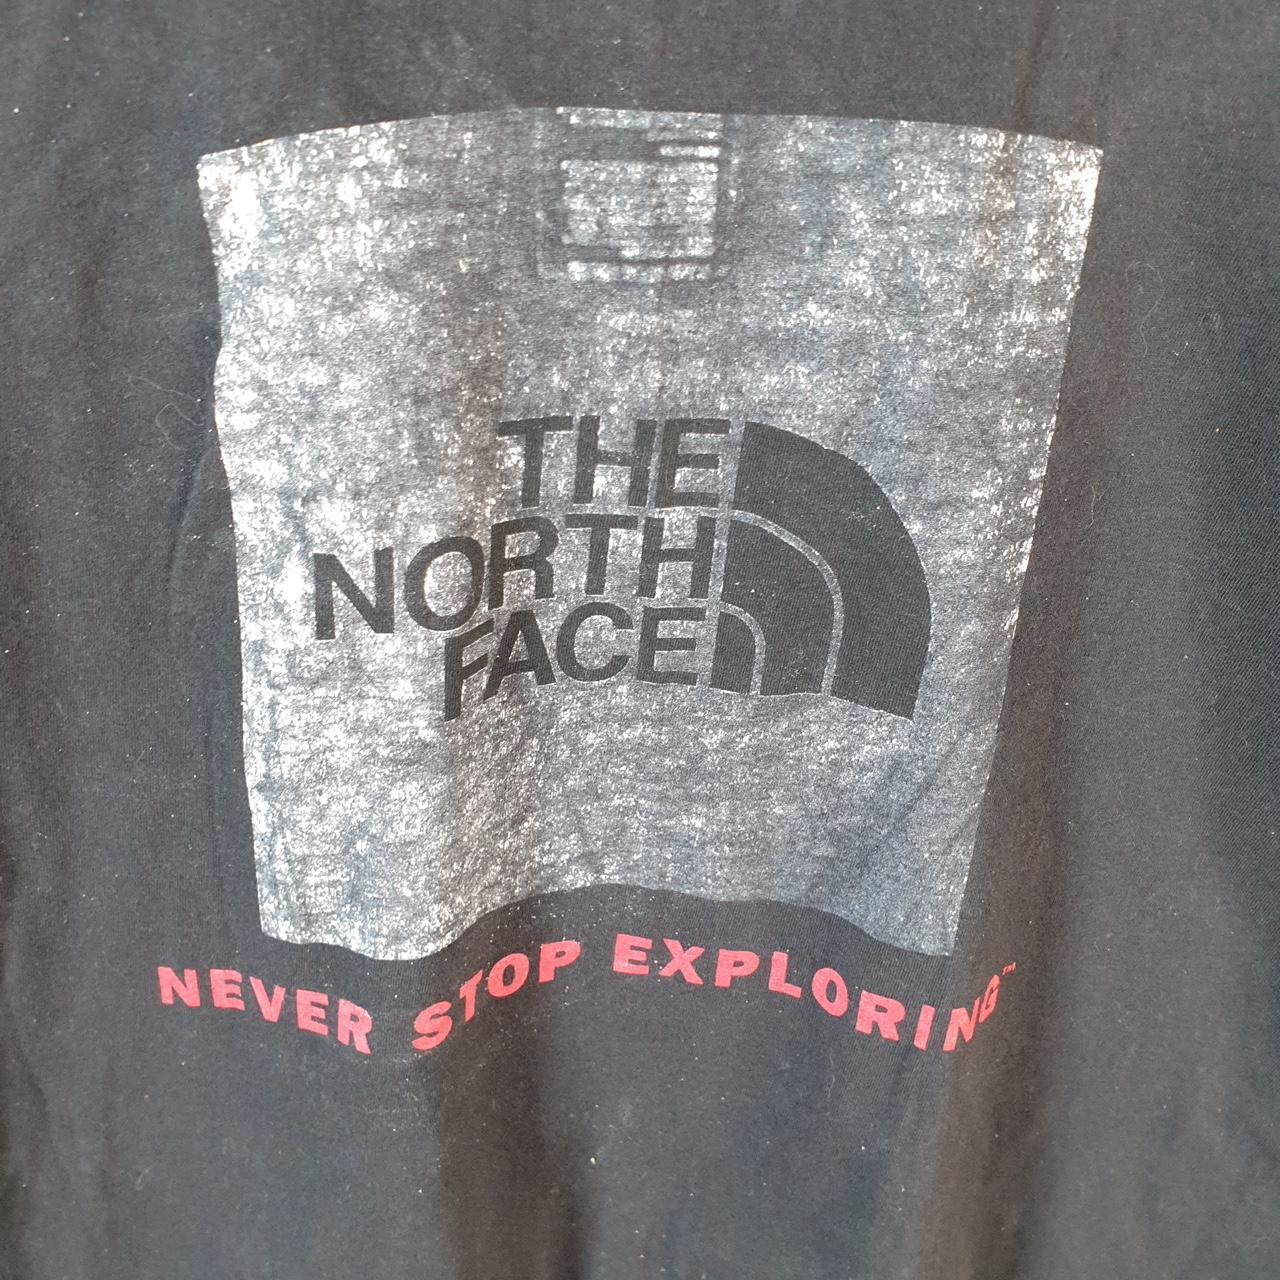 THE
NORTH
FACE
NEVER STOP EXPLORING™